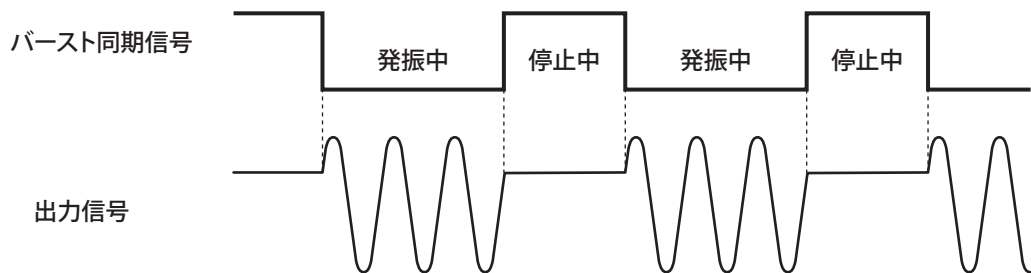 バースト同期信号
発振中
停止中
発振中
停止中
出力信号